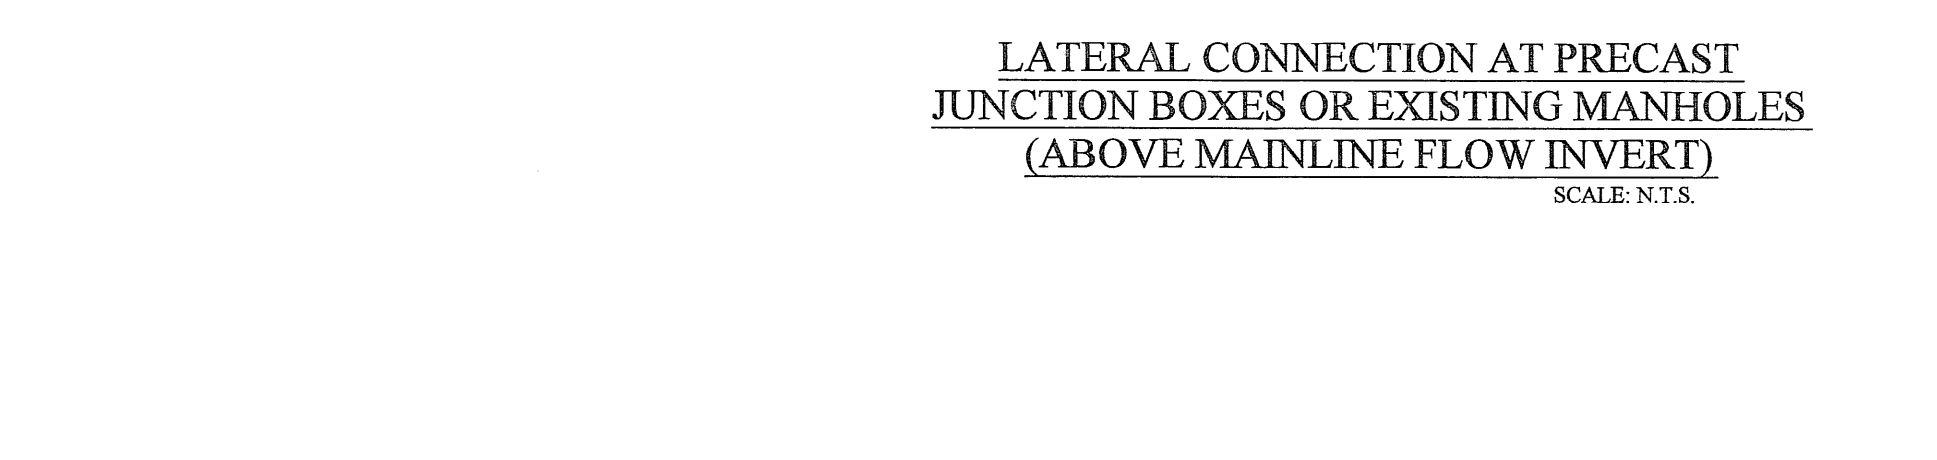 LATERAL CONNECTION AT PRECAST
JUNCTION BOXES OR EXISTING MANHOLES
(ABOVE MAINLINE FLOW INVERT)
SCALE: N.T.S.